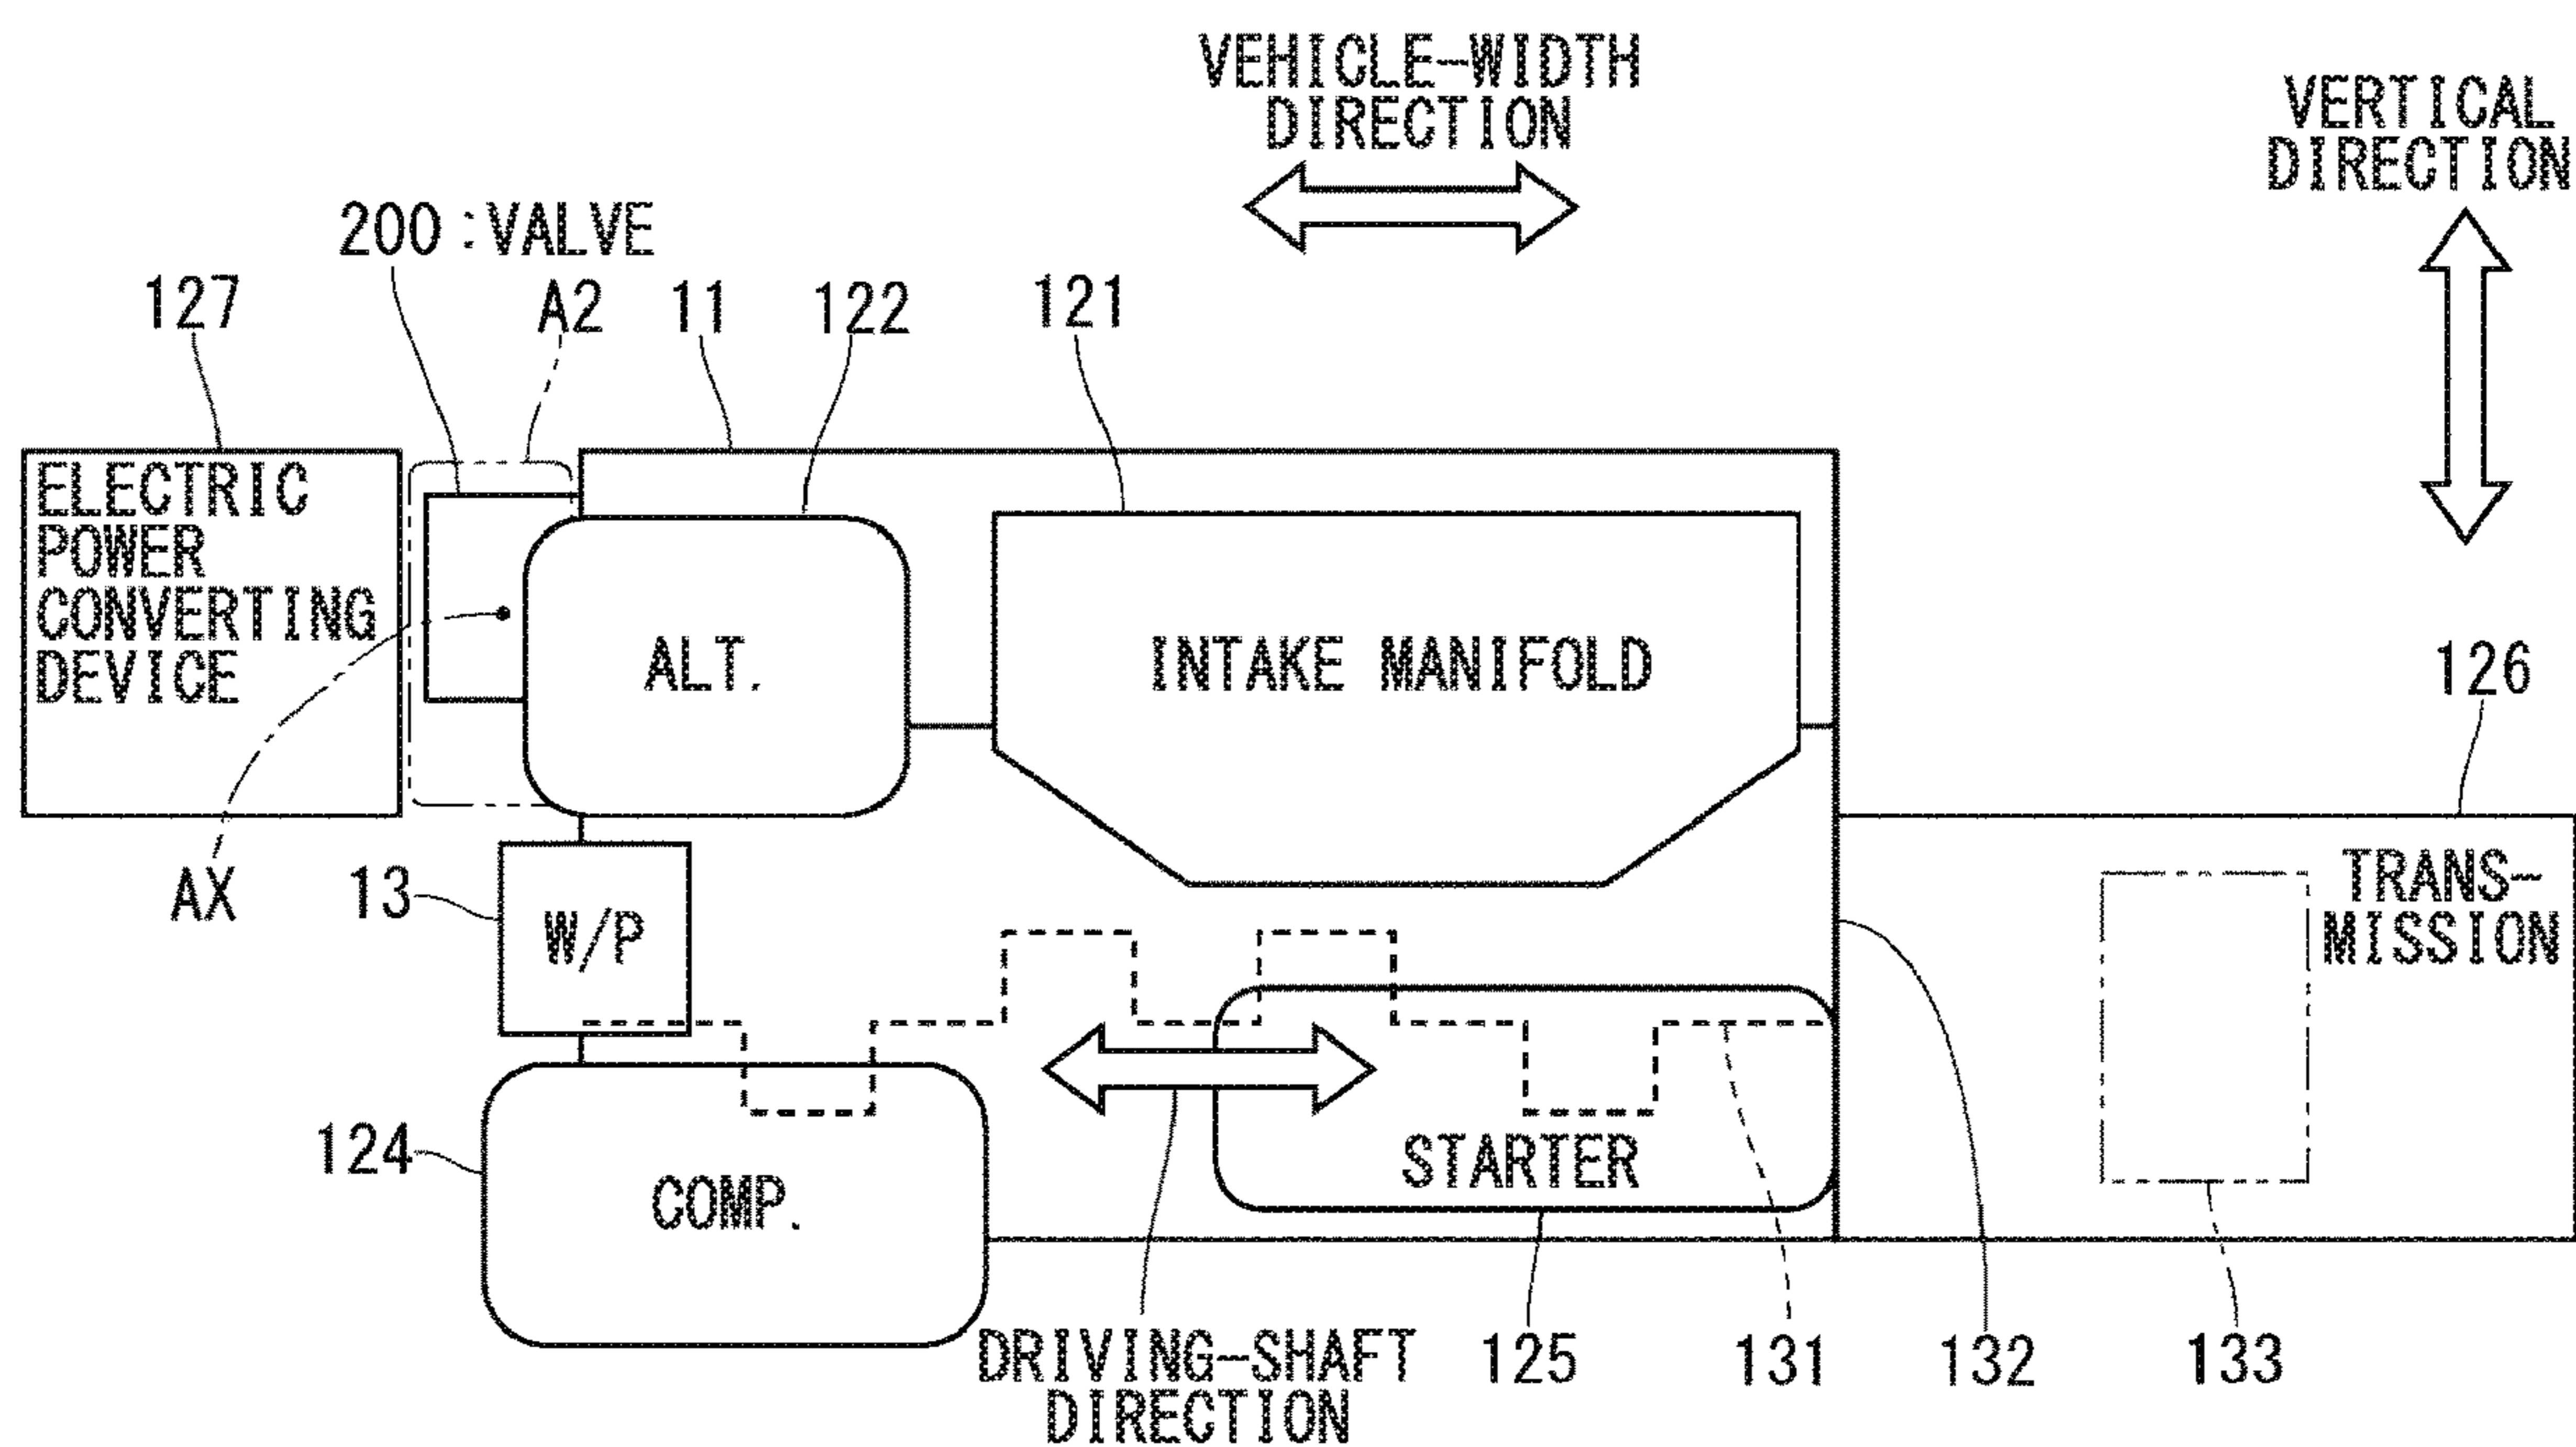 VEHICLE-WIDTH
DIRECTION
VERTICAL
DIRECTION
200:VALVE
127
A2
11
122
121
ELECTRIC
POWER
CONVERTING
DEVICE
ALT.
INTAKE MANIFOLD
126
AX
13
W/P
TRANS-
MISSION
124
COMP.
STARTER
DRIVING-SHAFT
DIRECTION
125
131
132
133